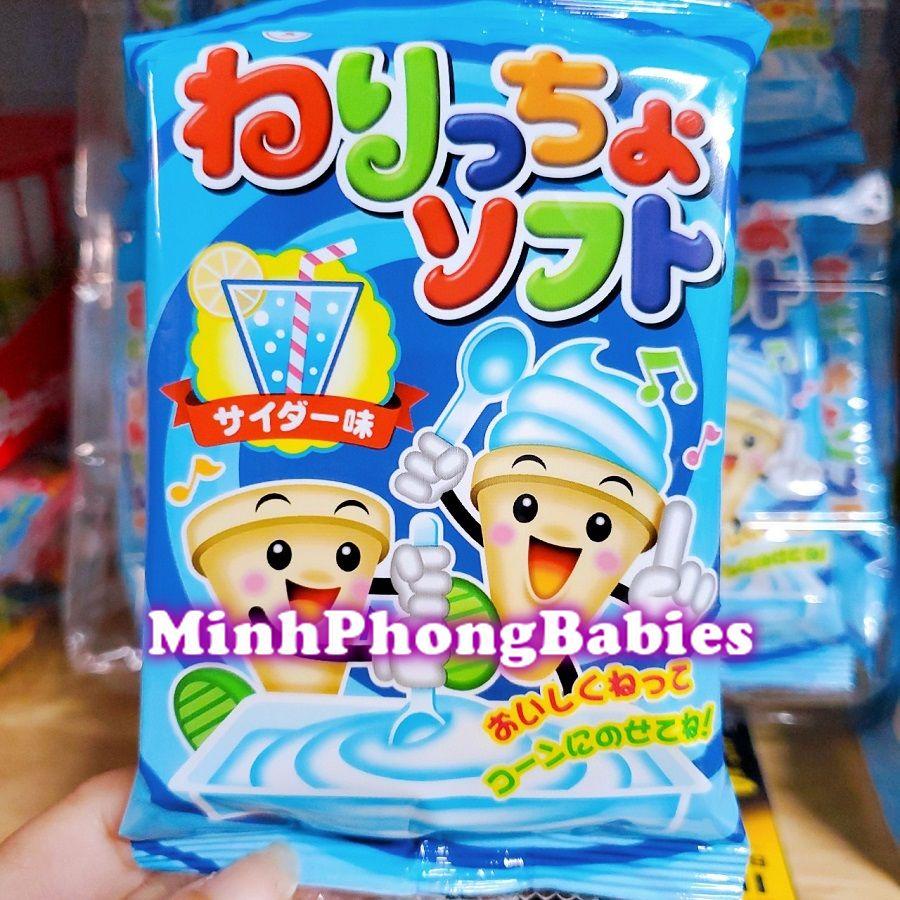 ねりっちょ
ソフト
サイダー味
MinhPhongBabies
おいしくねって
コーンにのせてね!